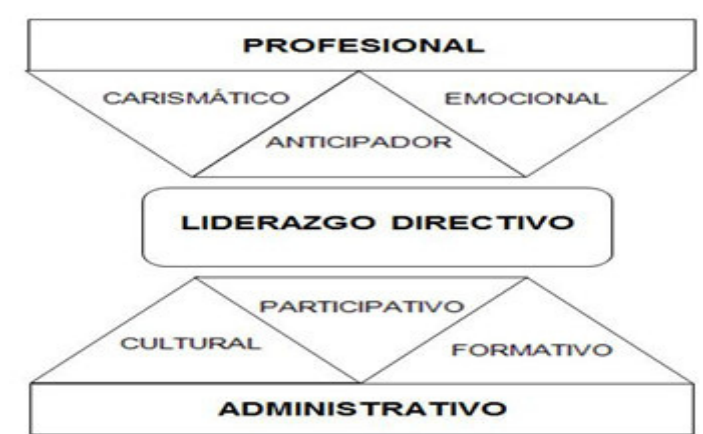 PROFESIONAL
CARISMÁTICO
EMOCIONAL
ANTICIPADOR
LIDERAZGO DIRECTIVO
PARTICIPATIVO
CULTURAL
FORMATIVO
ADMINISTRATIVO